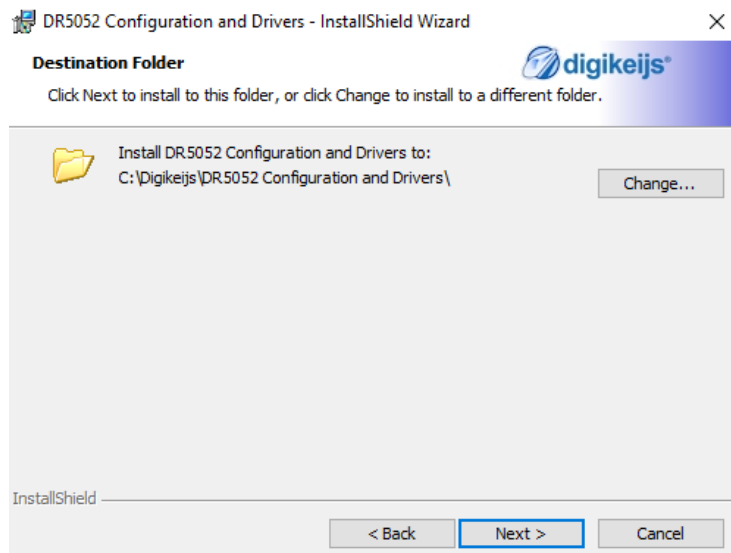 DR5052 Configuration and Drivers - InstallShield Wizard
Destination Folder
digikeijs®
Click Next to install to this folder, or click Change to install to a different folder.
Install DR5052 Configuration and Drivers to:
C:\Digikeijs\DR5052 Configuration and Drivers\
Change...
InstallShield
< Back
Next >
Cancel